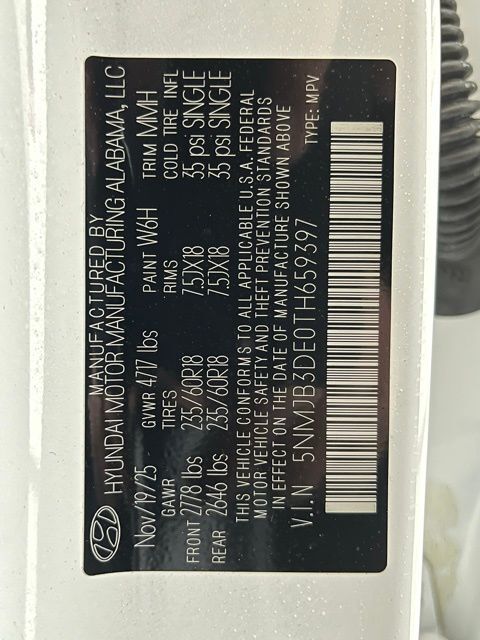 MANUFACTURED BY
HYUNDAI MOTOR MANUFACTURING ALABAMA, LLC
Nov/19/25 GVWR 4717 lbs PAINT W6H TRIM MMH
GAWR TIRES RIMS COLD TIRE INFL
FRONT 2778 lbs 235/60R18 7.5JX18 35 psi SINGLE
REAR 2646 lbs 235/60R18 7.5JX18 35 psi SINGLE
THIS VEHICLE CONFORMS TO ALL APPLICABLE U.S.A. FEDERAL
MOTOR VEHICLE SAFETY AND THEFT PREVENTION STANDARDS
IN EFFECT ON THE DATE OF MANUFACTURE SHOWN ABOVE
V.I.N 5NMJB3DE0TH659397 TYPE: MPV